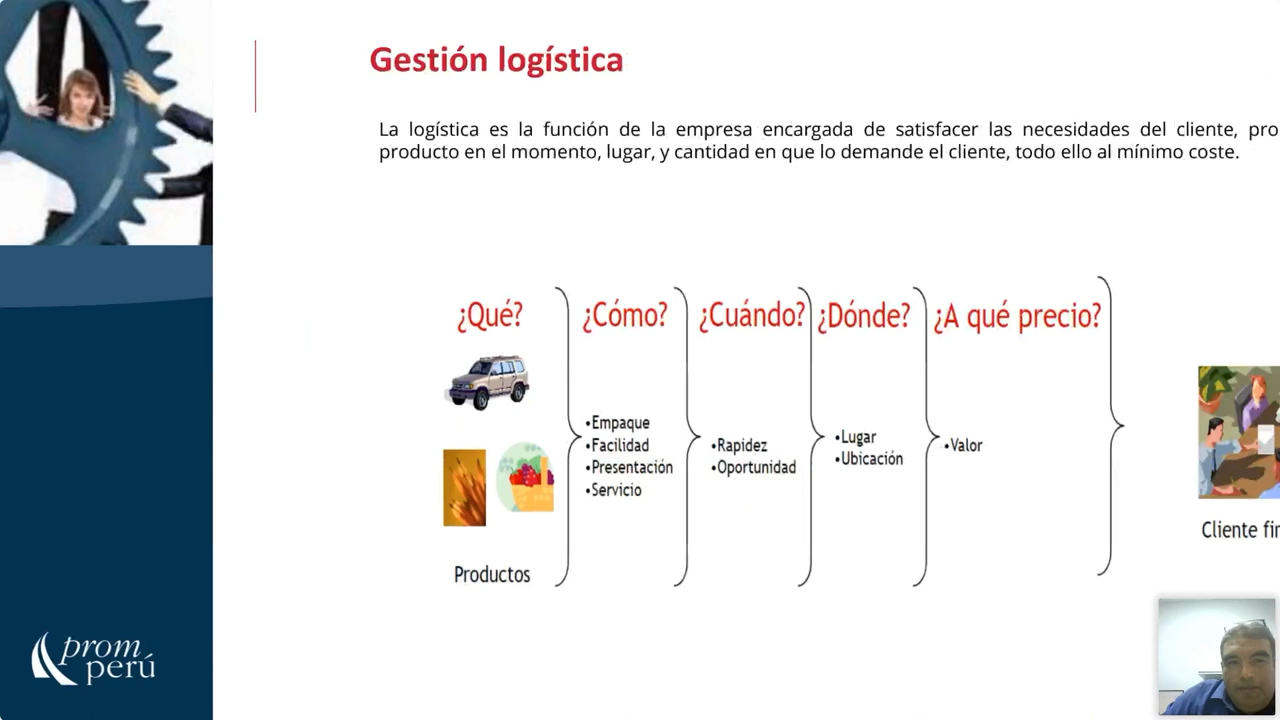 Gestión logística
La logística es la función de la empresa encargada de satisfacer las necesidades del cliente, pro
producto en el momento, lugar, y cantidad en que lo demande el cliente, todo ello al mínimo coste.
¿Qué?
¿Cómo?
¿Cuándo?
¿Dónde?
¿A qué precio?
•Empaque
•Facilidad
•Presentación
•Servicio
•Rapidez
•Oportunidad
•Lugar
•Ubicación
•Valor
Productos
Cliente fin
prom
perú